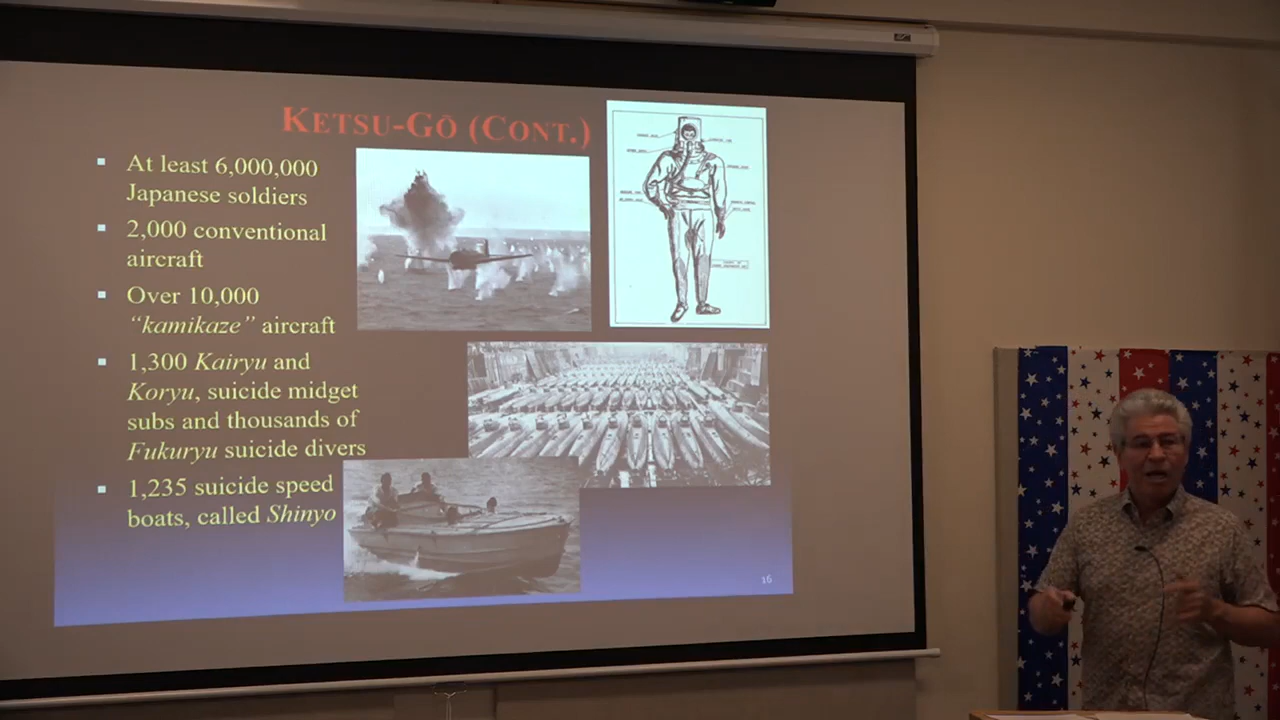 KETSU-GŌ (CONT.)
At least 6,000,000
Japanese soldiers
2,000 conventional
aircraft
Over 10,000
“kamikaze” aircraft
1,300 Kairyu and
Koryu, suicide midget
subs and thousands of
Fukuryu suicide divers
1,235 suicide speed
boats, called Shinyo
16